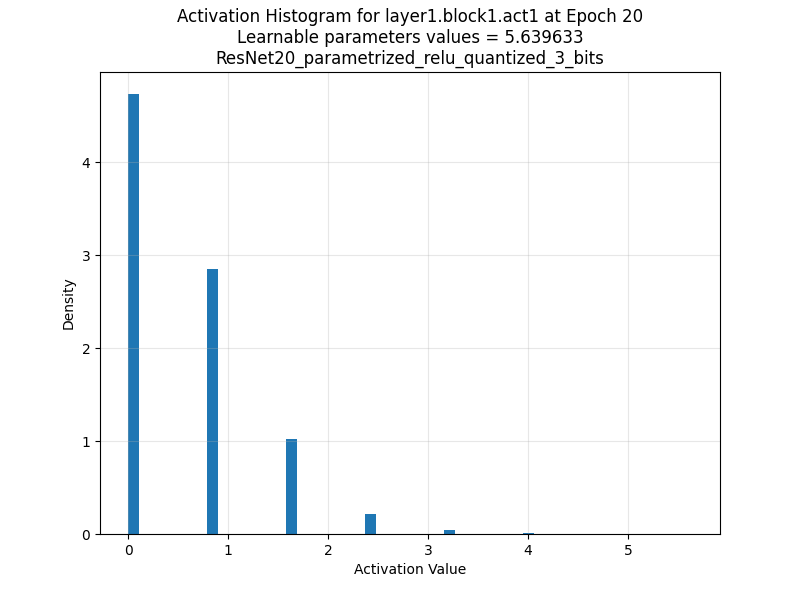 Activation Histogram for layer1.block1.act1 at Epoch 20
Learnable parameters values = 5.639633
ResNet20_parametrized_relu_quantized_3_bits
4
3
2
1
0
Density
0 1 2 3 4 5
Activation Value